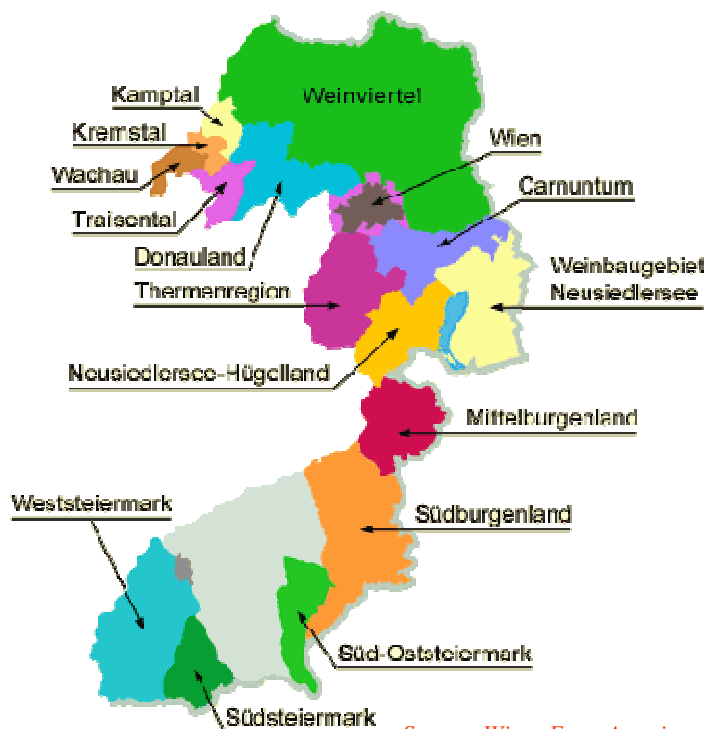 Weinviertel
Kamptal
Kremstal
Wien
Wachau
Carnuntum
Traisental
Donauland
Weinbaugebiet
Neusiedlersee
Thermenregion
Neusiedlersee-Hügelland
Mittelburgenland
Weststeiermark
Südburgenland
Süd-Oststeiermark
Südsteiermark